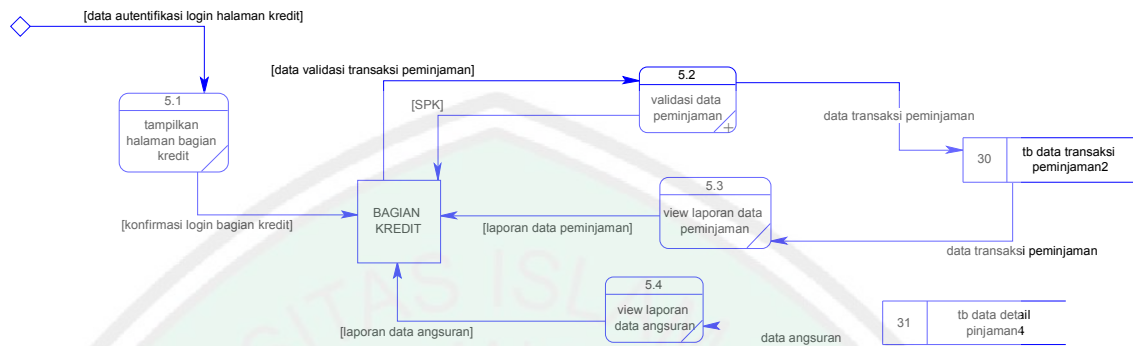 [data autentifikasi login halaman kredit]
[data validasi transaksi peminjaman]
5.2
validasi data
peminjaman
+
5.1
tampilkan
halaman bagian
kredit
[SPK]
data transaksi peminjaman
30
tb data transaksi
peminjaman2
5.3
view laporan data
peminjaman
BAGIAN
KREDIT
[konfirmasi login bagian kredit]
[laporan data peminjaman]
data transaksi peminjaman
5.4
view laporan
data angsuran
[laporan data angsuran]
data angsuran
31
tb data detail
pinjaman4
ITAS ISL